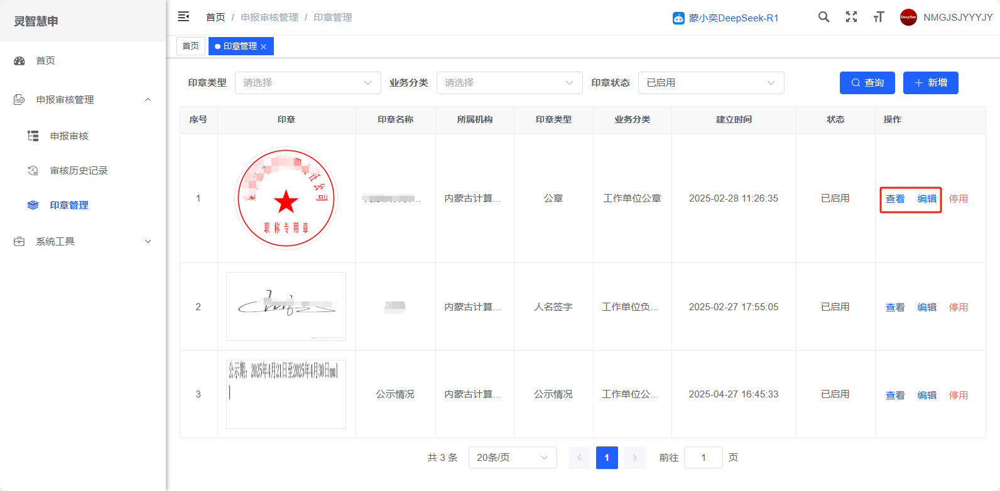 灵智慧申
首页 / 申报审核管理 / 印章管理
蒙小奕DeepSeek-R1
NMGJSJYYYJY
首页
印章管理 ×
首页
申报审核管理
申报审核
审核历史记录
印章管理
系统工具
印章类型 请选择 业务分类 请选择 印章状态 已启用 查询 新增
序号 印章 印章名称 所属机构 印章类型 业务分类 建立时间 状态 操作
公司
职称专用章
1 内蒙古计算... 公章 工作单位公章 2025-02-28 11:26:35 已启用 查看 编辑 停用
2 内蒙古计算... 人名签字 工作单位负... 2025-02-27 17:55:05 已启用 查看 编辑 停用
公示期：2025年4月21日至2025年4月30日nul
l
3 公示情况 内蒙古计算... 公示情况 工作单位公... 2025-04-27 16:45:33 已启用 查看 编辑 停用
共 3 条 20条/页 1 前往 1 页